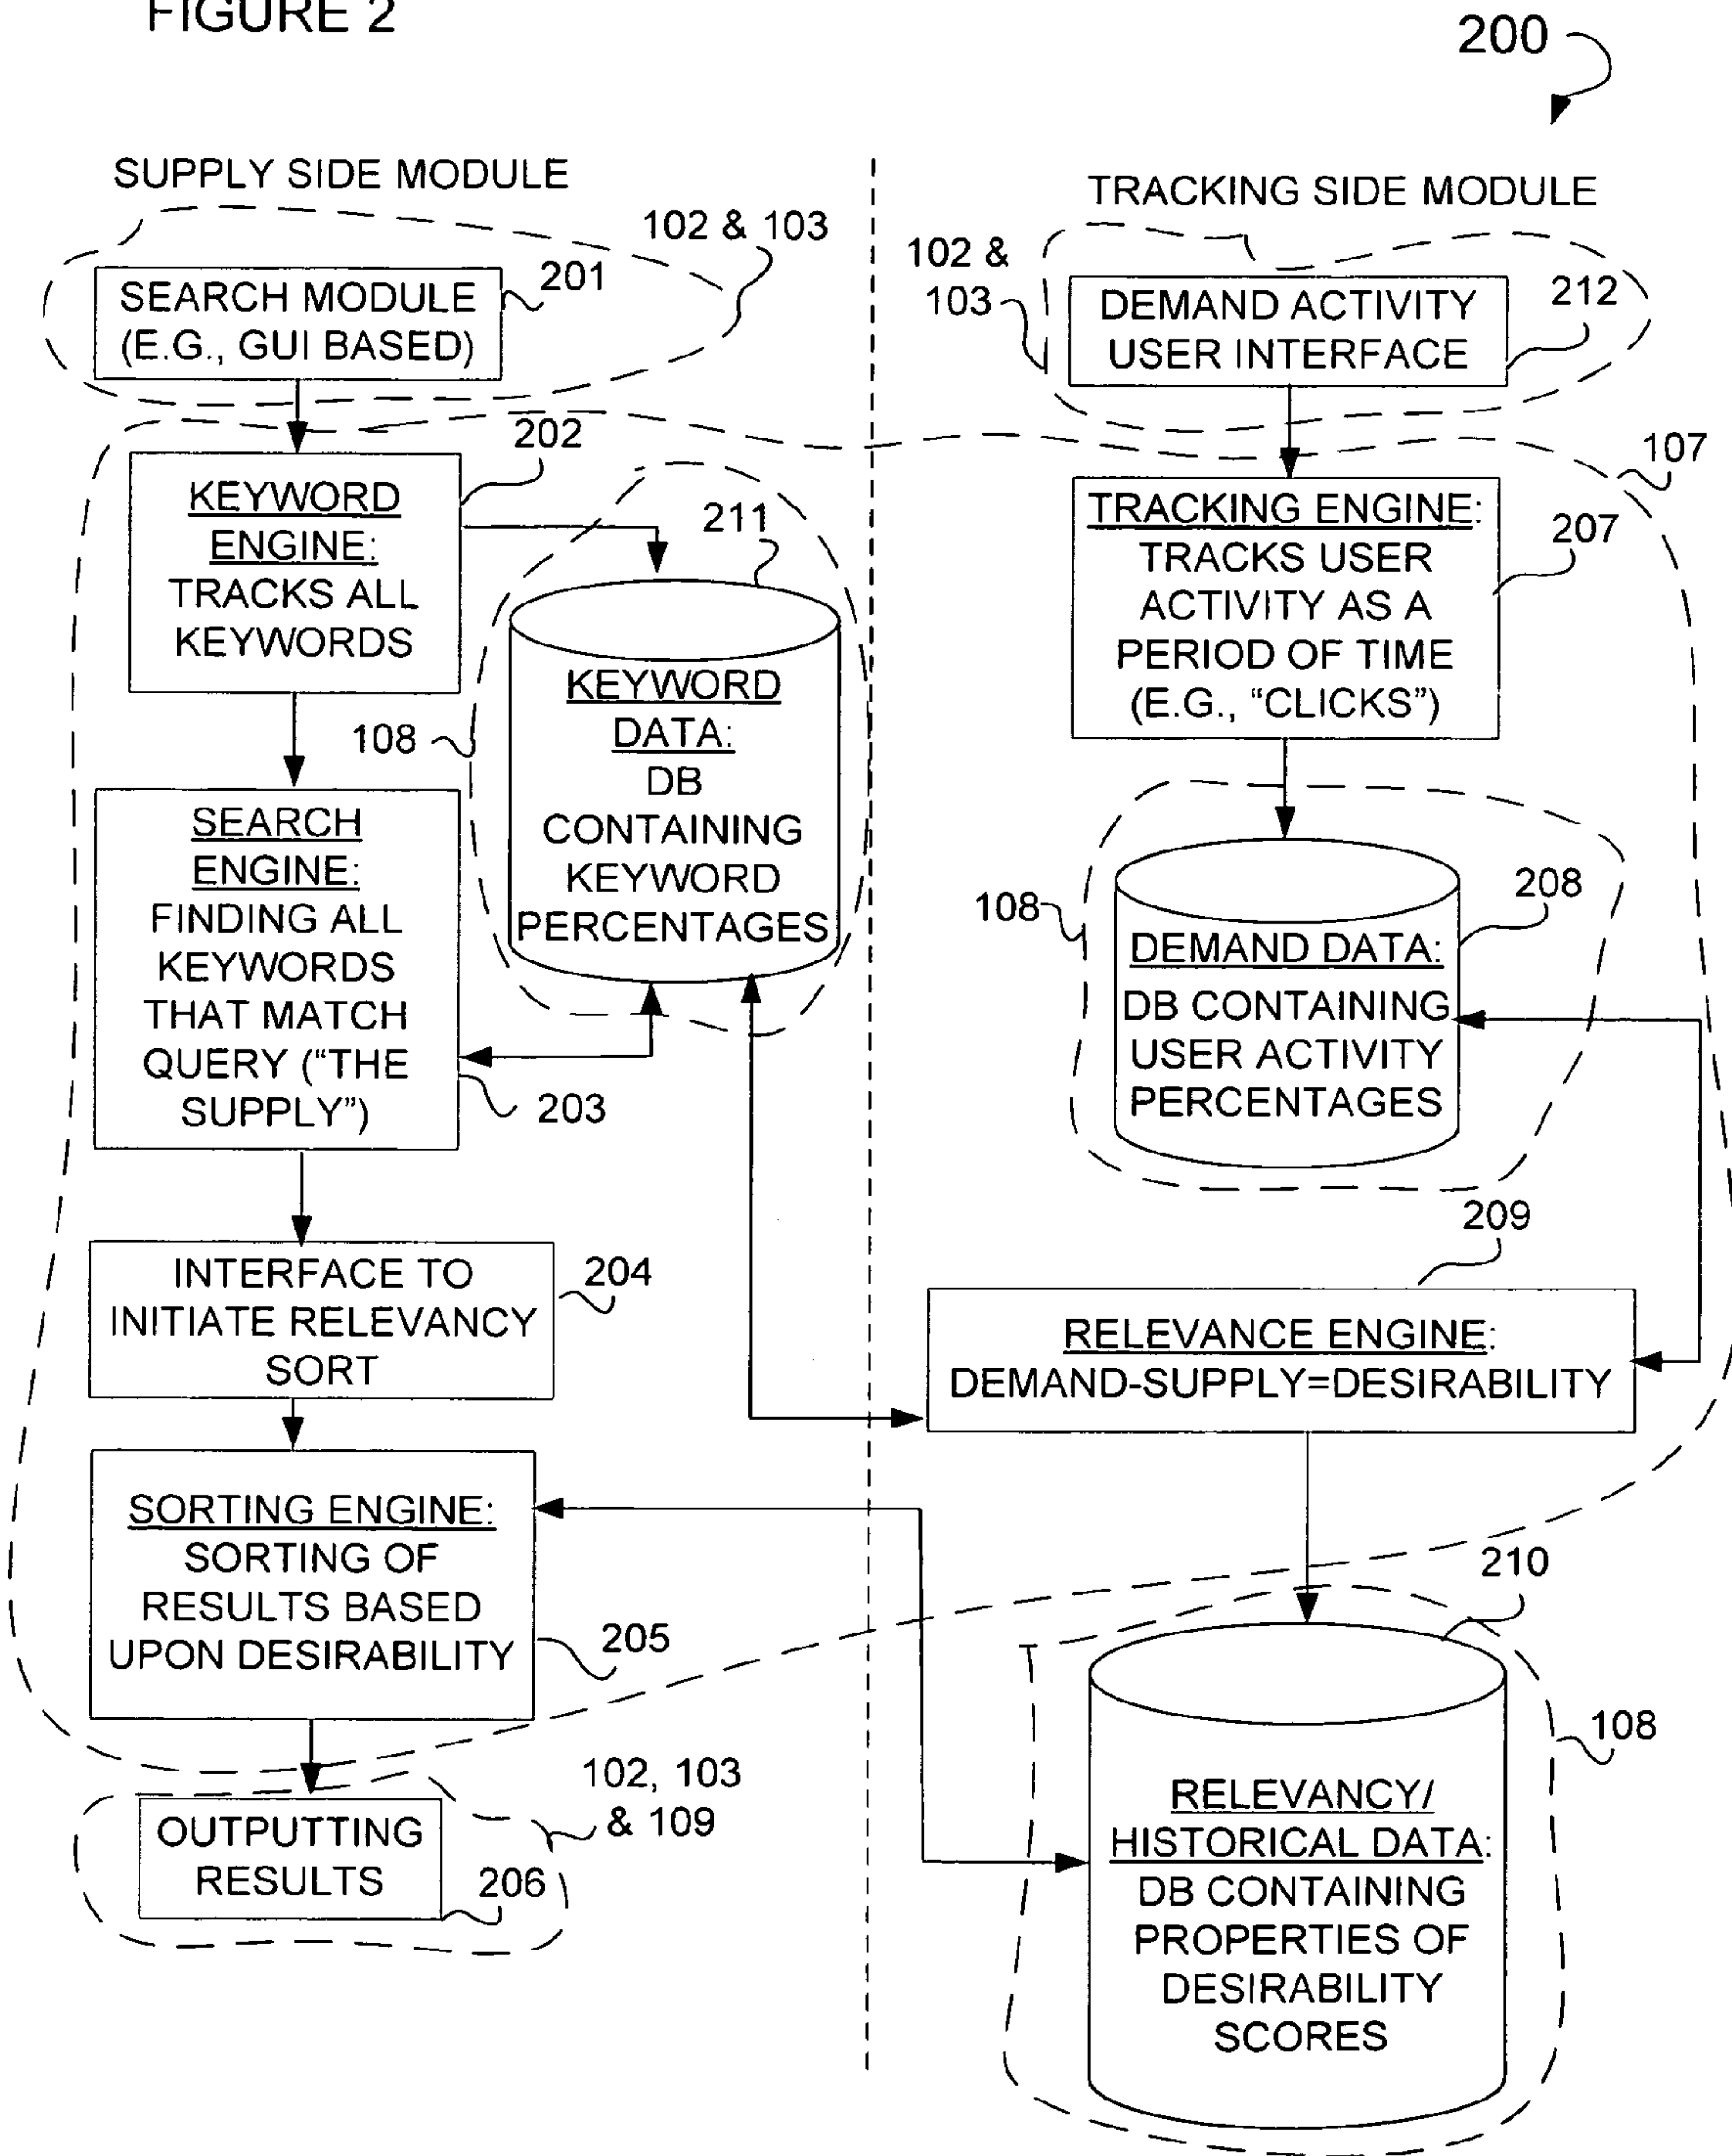 FIGURE 2
200
SUPPLY SIDE MODULE
102 & 103
SEARCH MODULE
(E.G., GUI BASED)
201
202
KEYWORD
ENGINE:
TRACKS ALL
KEYWORDS
211
KEYWORD
DATA:
DB
CONTAINING
KEYWORD
PERCENTAGES
108
SEARCH
ENGINE:
FINDING ALL
KEYWORDS
THAT MATCH
QUERY (“THE
SUPPLY”)
203
INTERFACE TO
INITIATE RELEVANCY
SORT
204
SORTING ENGINE:
SORTING OF
RESULTS BASED
UPON DESIRABILITY
205
102, 103
& 109
OUTPUTTING
RESULTS
206
TRACKING SIDE MODULE
102 &
103
DEMAND ACTIVITY
USER INTERFACE
212
107
TRACKING ENGINE:
TRACKS USER
ACTIVITY AS A
PERIOD OF TIME
(E.G., “CLICKS”)
207
108
208
DEMAND DATA:
DB CONTAINING
USER ACTIVITY
PERCENTAGES
209
RELEVANCE ENGINE:
DEMAND-SUPPLY=DESIRABILITY
210
108
RELEVANCY/
HISTORICAL DATA:
DB CONTAINING
PROPERTIES OF
DESIRABILITY
SCORES